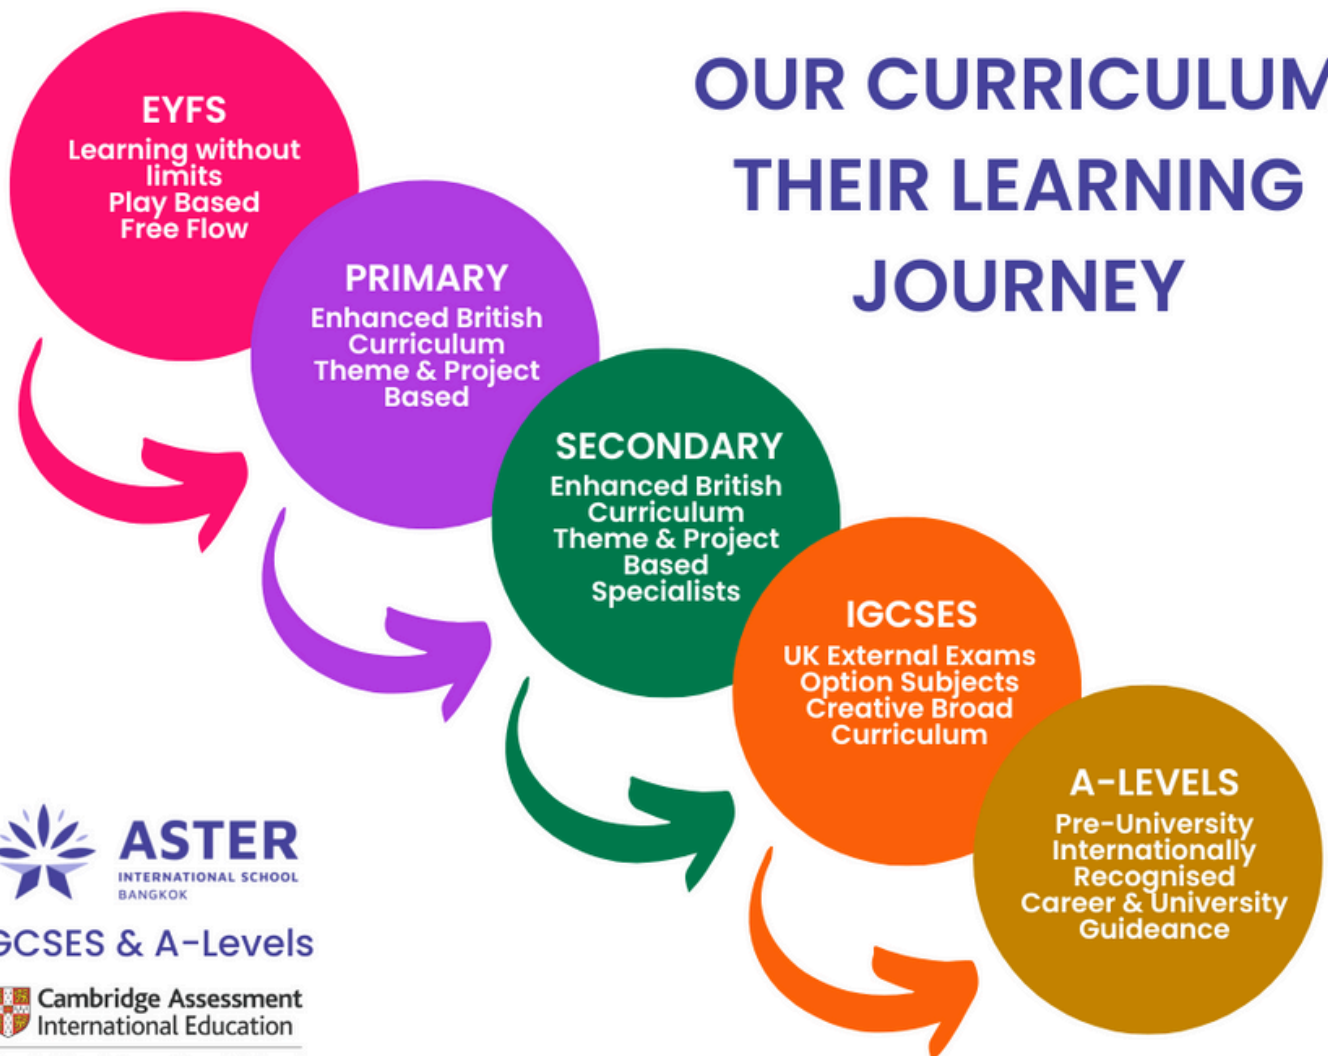 OUR CURRICULUM
THEIR LEARNING
JOURNEY
EYFS
Learning without
limits
Play Based
Free Flow
PRIMARY
Enhanced British
Curriculum
Theme & Project
Based
SECONDARY
Enhanced British
Curriculum
Theme & Project
Based
Specialists
IGCSES
UK External Exams
Option Subjects
Creative Broad
Curriculum
A-LEVELS
Pre-University
Internationally
Recognised
Career & University
Guideance
ASTER
INTERNATIONAL SCHOOL
BANGKOK
GCSES & A-Levels
Cambridge Assessment
International Education